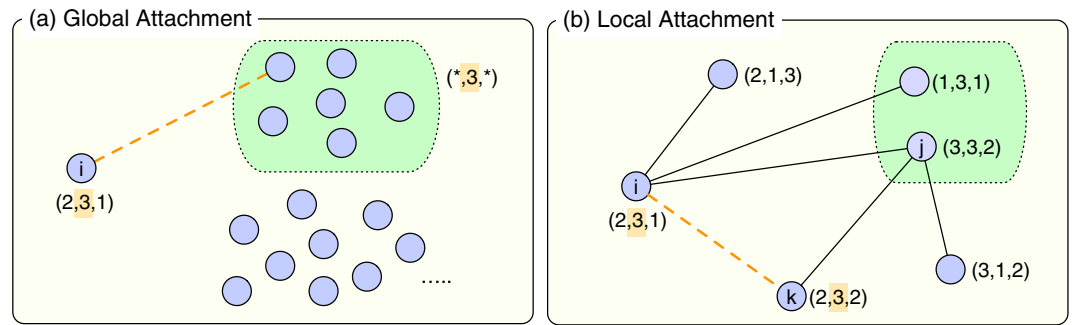 (a) Global Attachment
(*,3,*)
i
(2,3,1)
.....
(b) Local Attachment
(2,1,3)
(1,3,1)
j
(3,3,2)
i
(2,3,1)
(3,1,2)
k
(2,3,2)